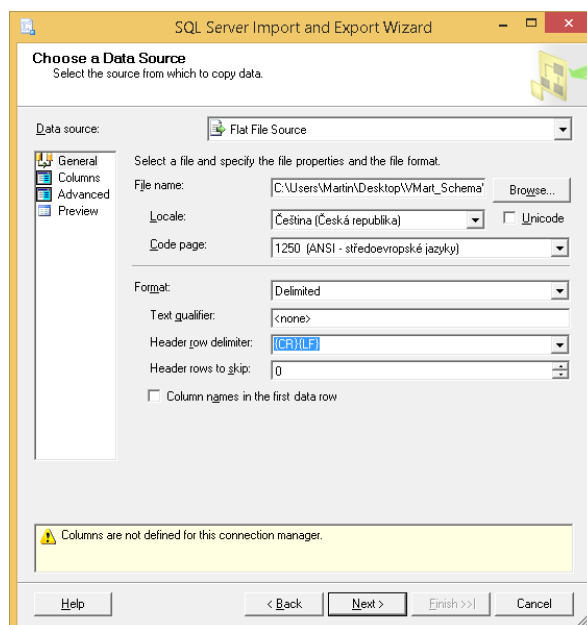 SQL Server Import and Export Wizard
Choose a Data Source
Select the source from which to copy data.
Data source:
Flat File Source
General
Columns
Advanced
Preview
Select a file and specify the file properties and the file format.
File name:
C:\Users\Martin\Desktop\VMart_Schema'
Browse...
Locale:
Čeština (Česká republika)
Unicode
Code page:
1250 (ANSI - středoevropské jazyky)
Format:
Delimited
Text qualifier:
<none>
Header row delimiter:
{CR}{LF}
Header rows to skip:
0
Column names in the first data row
Columns are not defined for this connection manager.
Help
< Back
Next >
Finish >>|
Cancel